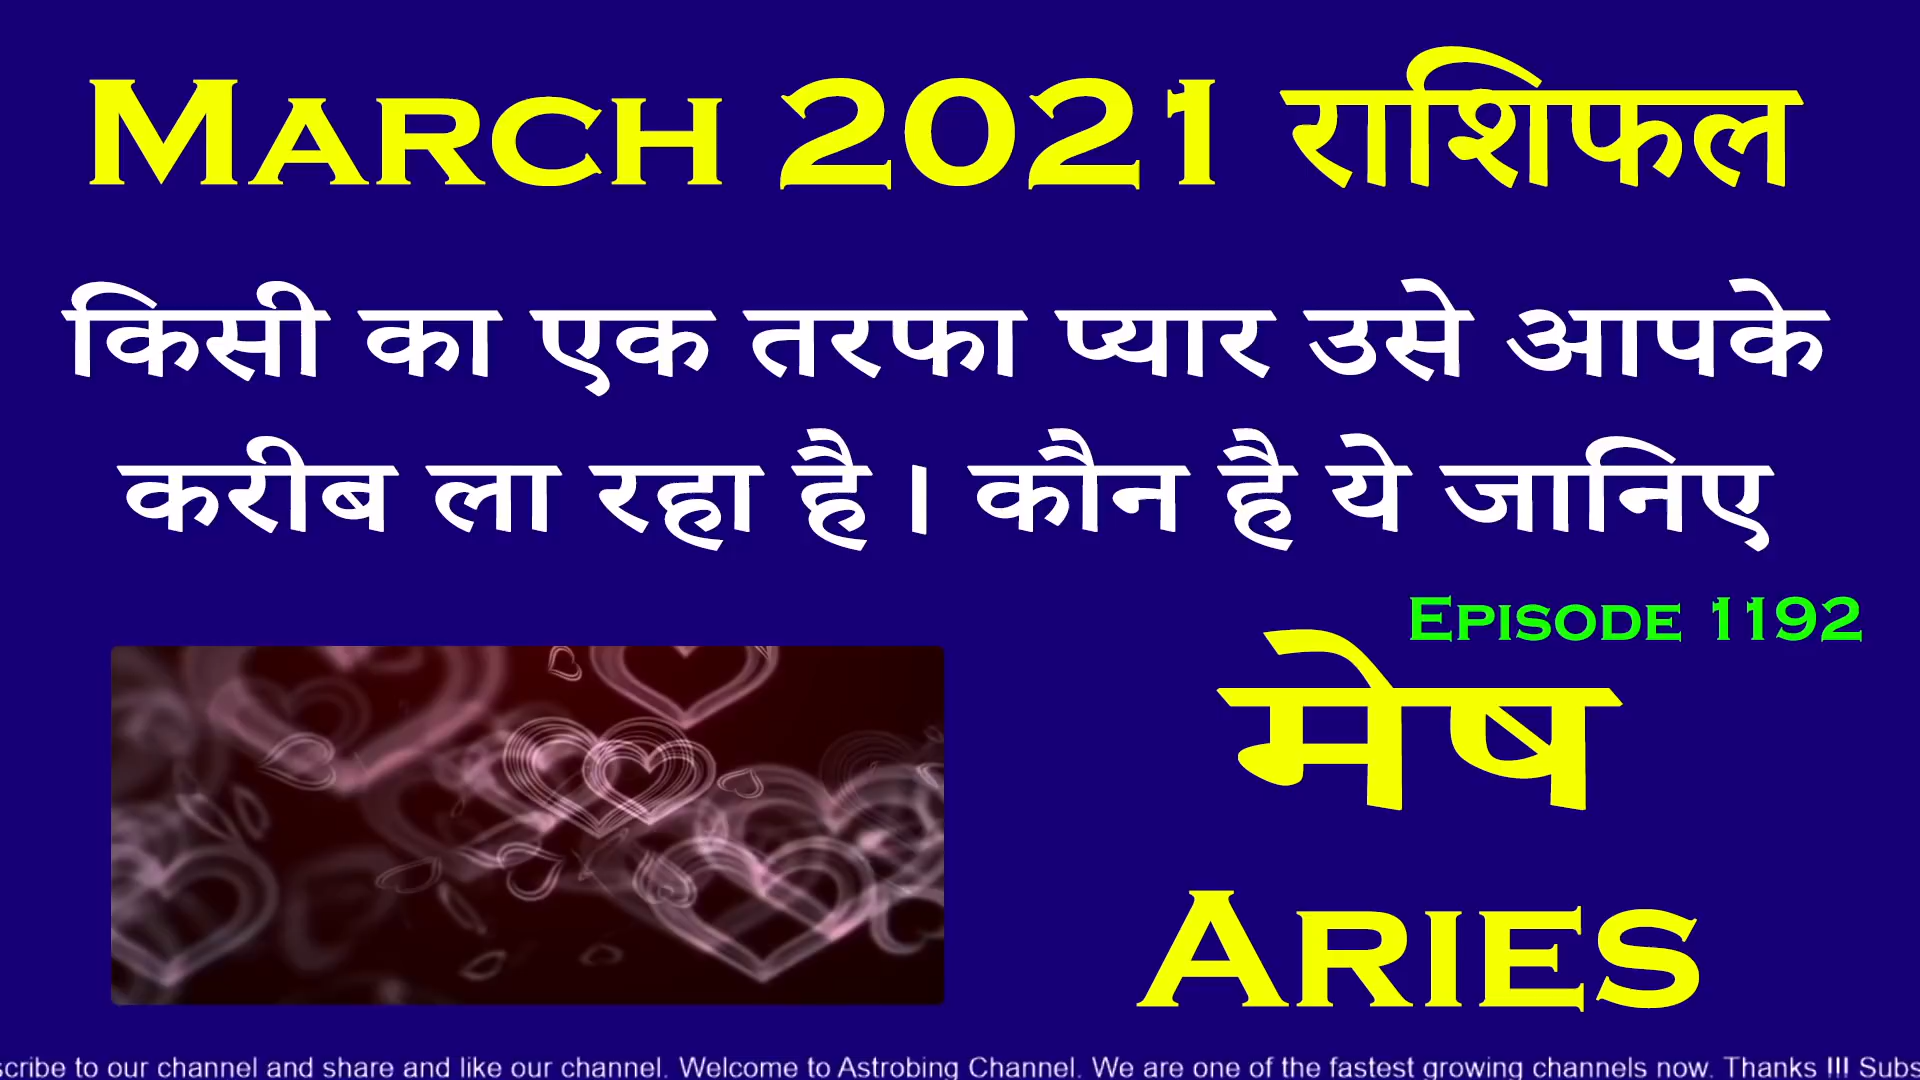 March 2021 राशिफल
किसी का एक तरफा प्यार उसे आपके
करीब ला रहा है । कौन है ये जानिए
Episode 1192
मेष
Aries
scribe to our channel and share and like our channel. Welcome to Astrobing Channel. We are one of the fastest growing channels now. Thanks !!! Subs